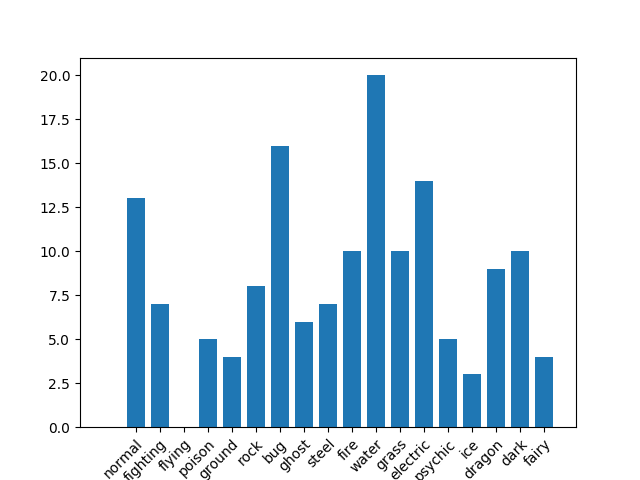 20.0
17.5
15.0
12.5
10.0
7.5
5.0
2.5
0.0
normal
fighting
flying
poison
ground
rock
bug
ghost
steel
fire
water
grass
electric
psychic
ice
dragon
dark
fairy